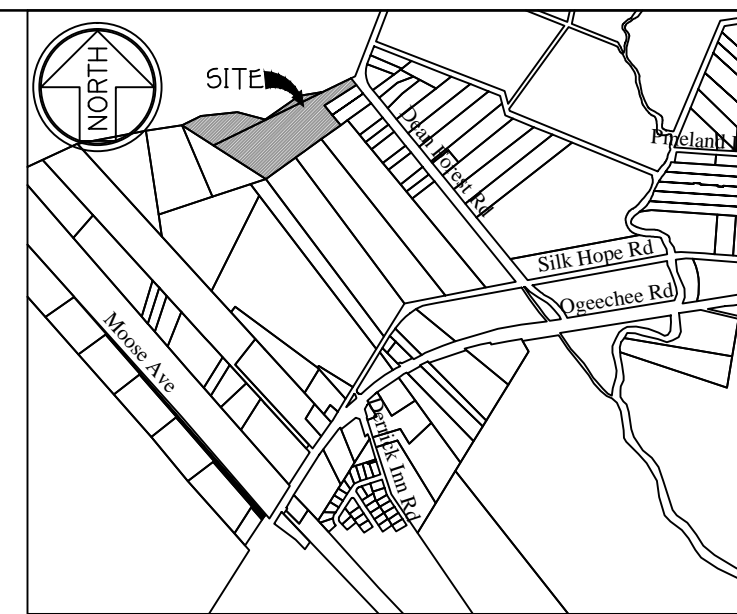 NORTH
SITE
Dean Forest Rd
Pineland
Silk Hope Rd
Ogeechee Rd
Moose Ave
Derrick Inn Rd